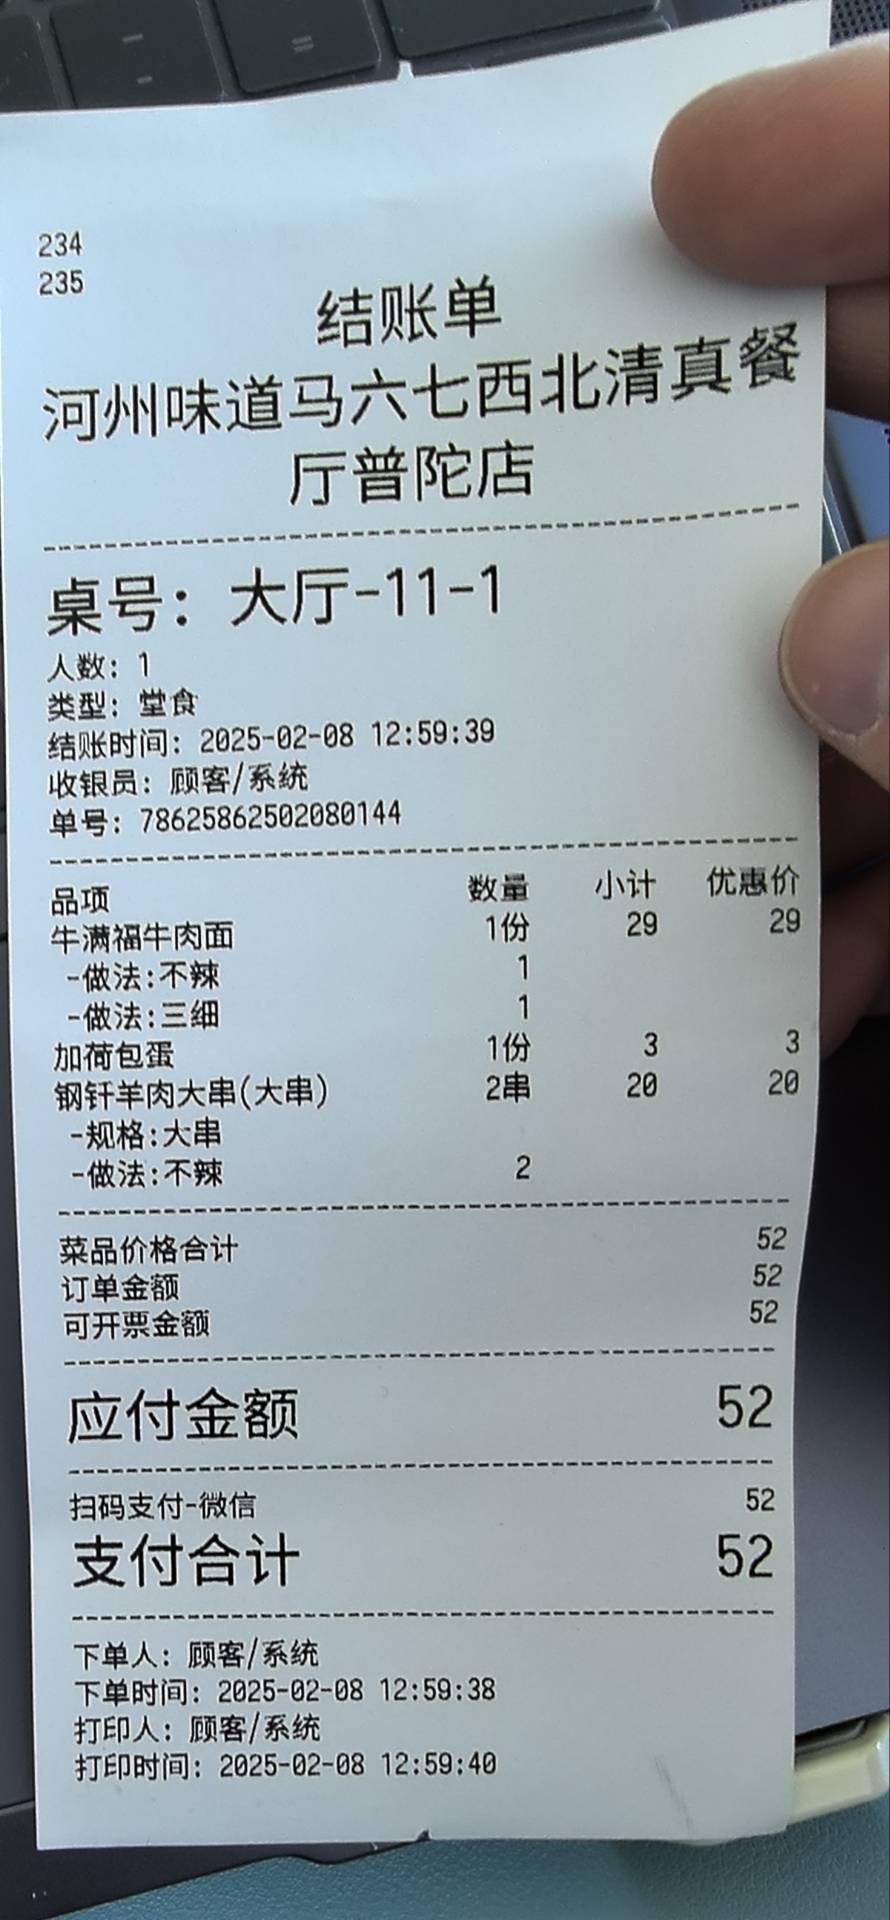 234
235
结账单
河州味道马六七西北清真餐
厅普陀店
桌号：大厅-11-1
人数：1
类型：堂食
结账时间：2025-02-08 12:59:39
收银员：顾客/系统
单号：78625862502080144
品项 数量 小计 优惠价
牛满福牛肉面 1份 29 29
-做法:不辣 1
-做法:三细 1
加荷包蛋 1份 3 3
钢钎羊肉大串(大串) 2串 20 20
-规格:大串
-做法:不辣 2
菜品价格合计 52
订单金额 52
可开票金额 52
应付金额 52
扫码支付-微信 52
支付合计 52
下单人：顾客/系统
下单时间：2025-02-08 12:59:38
打印人：顾客/系统
打印时间：2025-02-08 12:59:40